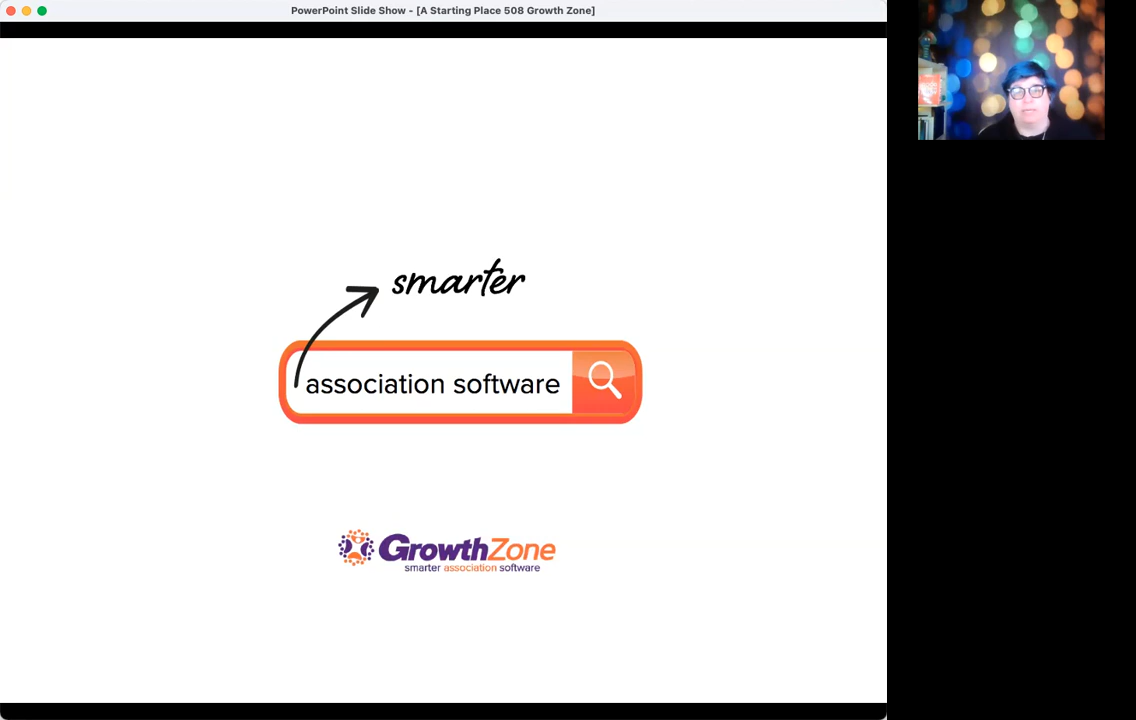 PowerPoint Slide Show - [A Starting Place 508 Growth Zone]
smarter
association software
GrowthZone
smarter association software